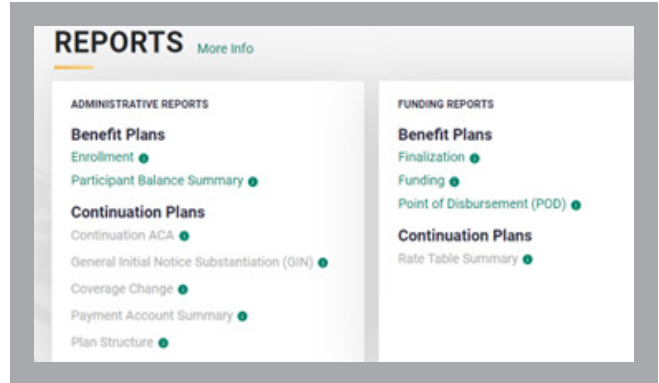 REPORTS More Info
ADMINISTRATIVE REPORTS
Benefit Plans
Enrollment
Participant Balance Summary
Continuation Plans
Continuation ACA
General Initial Notice Substantiation (GIN)
Coverage Change
Payment Account Summary
Plan Structure
FUNDING REPORTS
Benefit Plans
Finalization
Funding
Point of Disbursement (POD)
Continuation Plans
Rate Table Summary